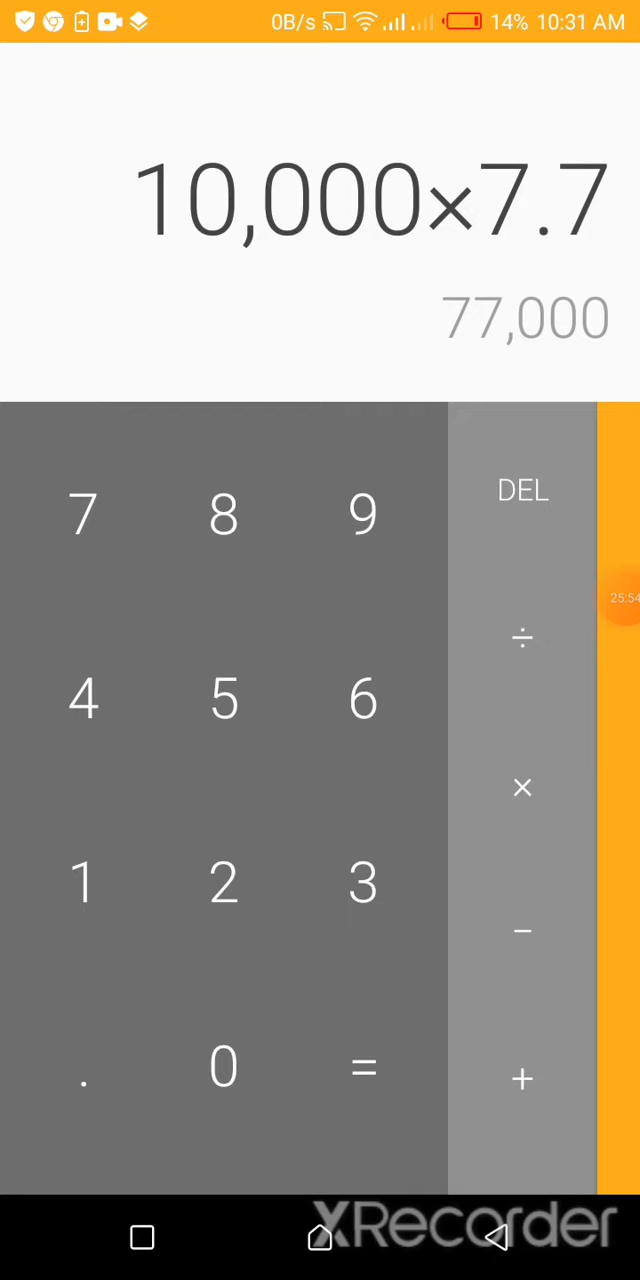 0B/s 14% 10:31 AM
10,000×7.7
77,000
7 8 9 DEL
25:54
÷
4 5 6
×
1 2 3
−
. 0 =
+
XRecorder